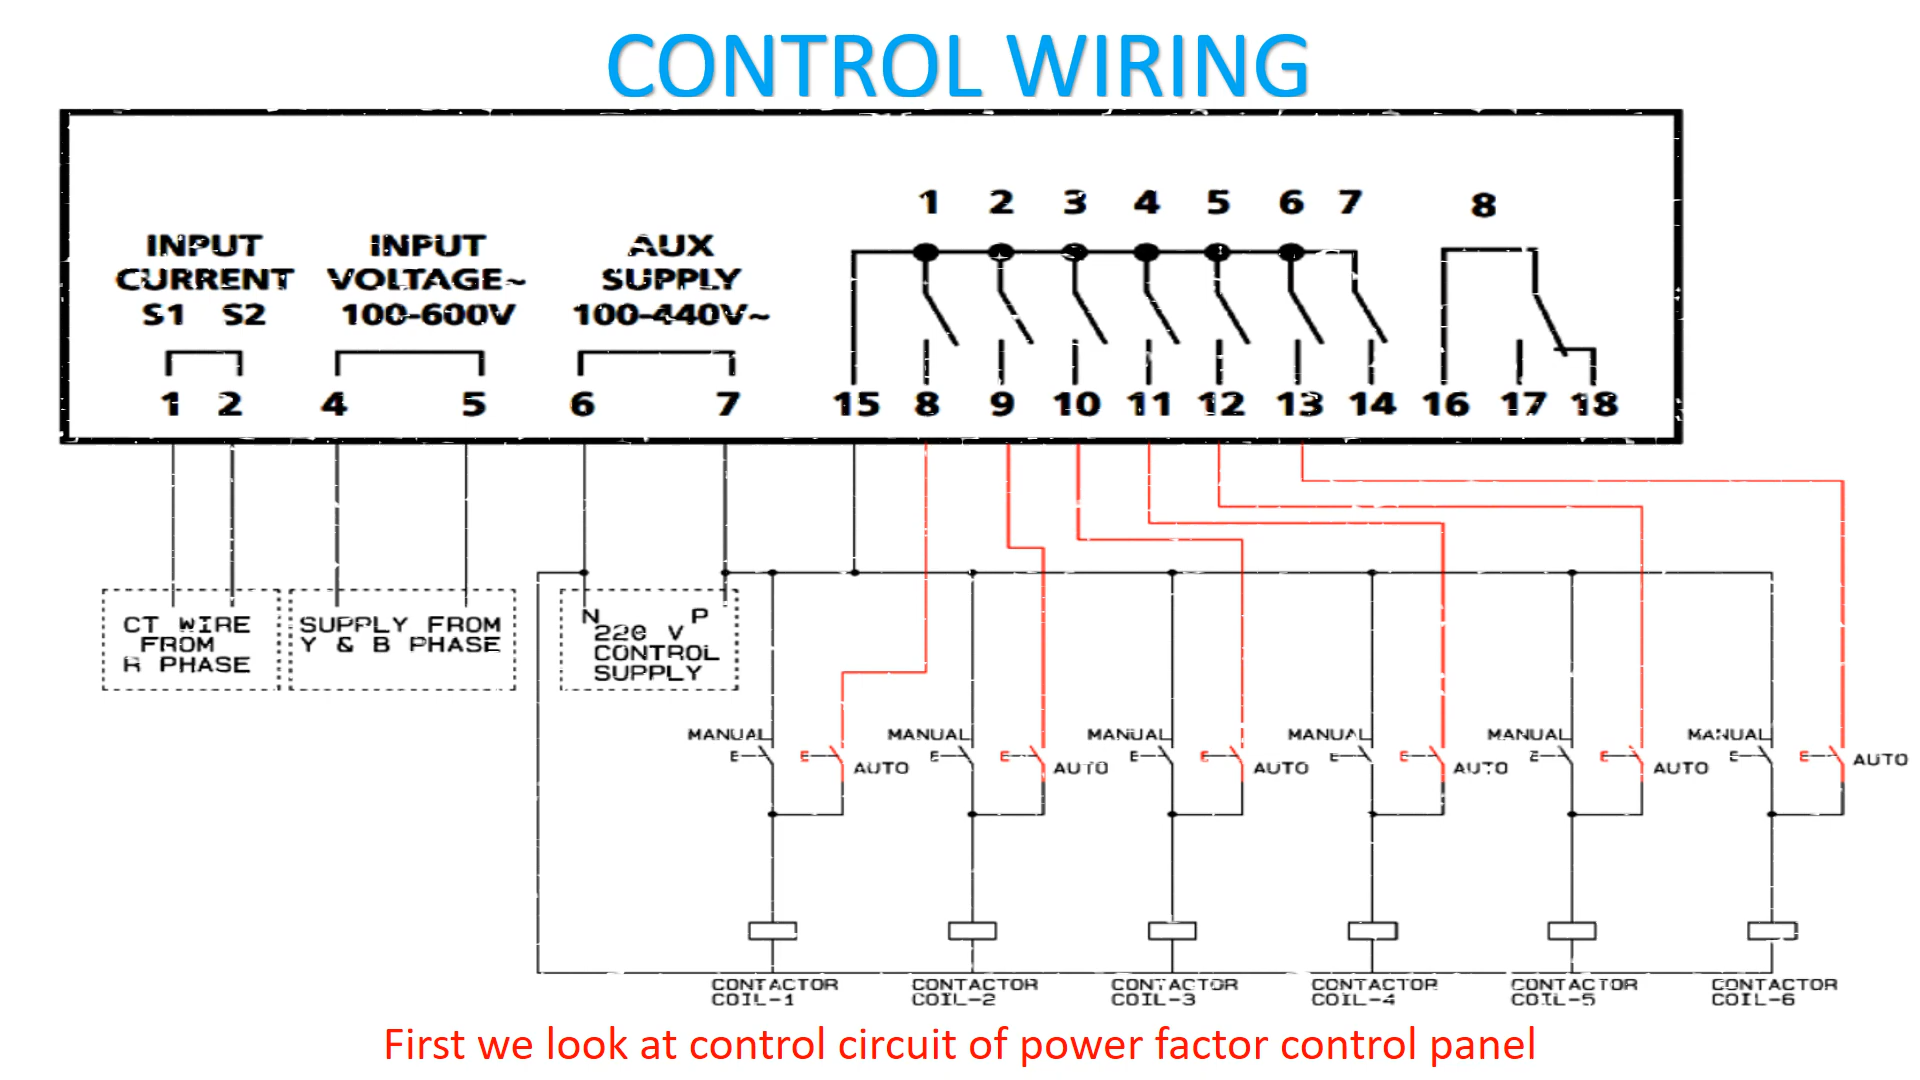 CONTROL WIRING
1 2 3 4 5 6 7 8
INPUT CURRENT
S1 S2
INPUT VOLTAGE~
100-600V
AUX SUPPLY
100-440V~
1 2 4 5 6 7 15 8 9 10 11 12 13 14 16 17 18
CT WIRE
FROM
R PHASE
SUPPLY FROM
Y & B PHASE
N P
220 V
CONTROL
SUPPLY
MANUAL AUTO MANUAL AUTO MANUAL AUTO MANUAL AUTO MANUAL AUTO MANUAL AUTO
CONTACTOR COIL-1
CONTACTOR COIL-2
CONTACTOR COIL-3
CONTACTOR COIL-4
CONTACTOR COIL-5
CONTACTOR COIL-6
First we look at control circuit of power factor control panel